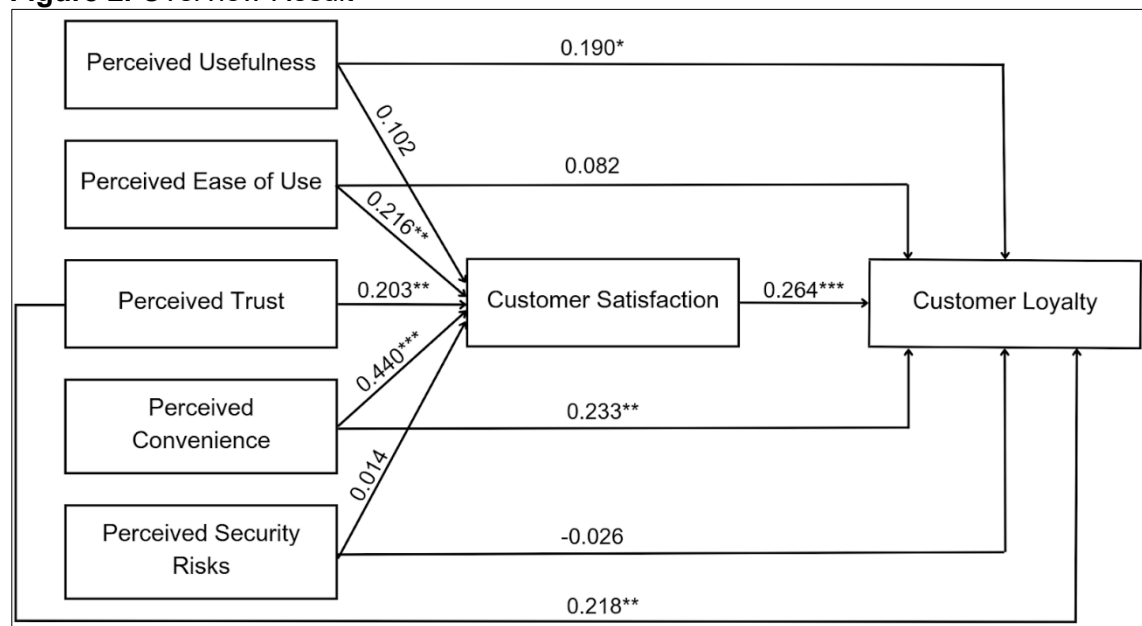 Figure 2. Overview Result
Perceived Usefulness
0.190*
0.102
Perceived Ease of Use
0.082
0.216**
Perceived Trust
0.203**
Customer Satisfaction
0.264***
Customer Loyalty
0.440***
Perceived
Convenience
0.233**
0.014
Perceived Security
Risks
-0.026
0.218**